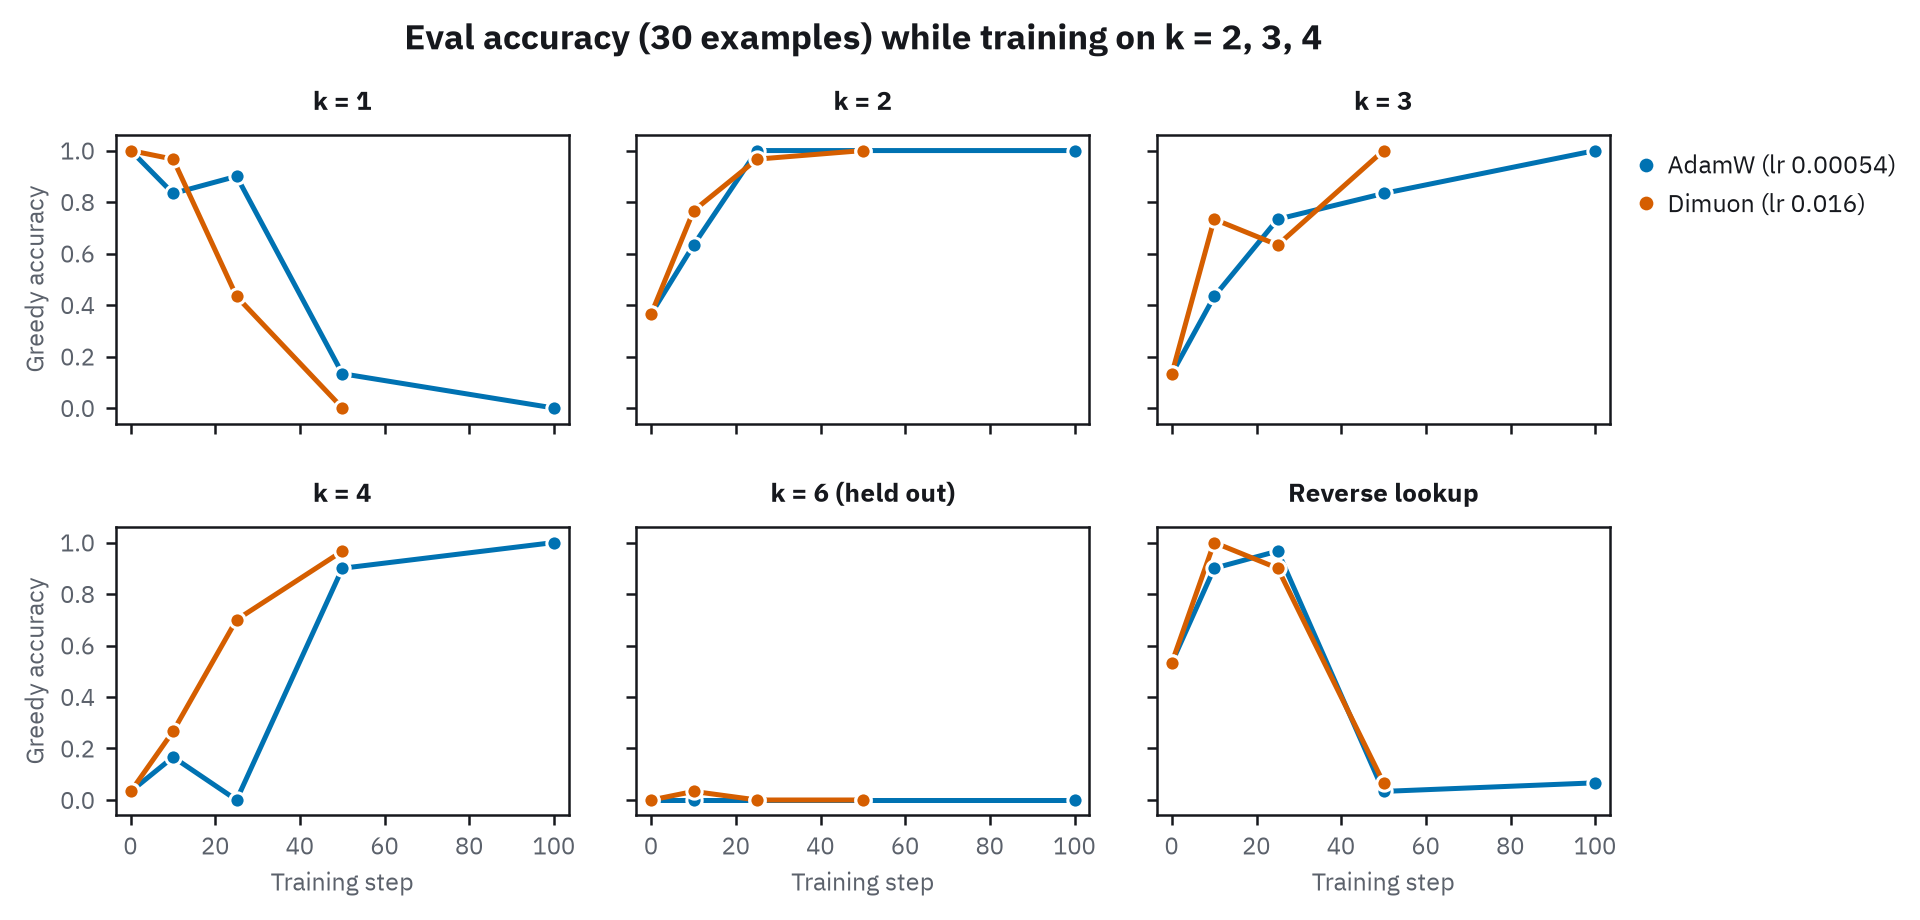 Eval accuracy (30 examples) while training on k = 2, 3, 4
k = 1
k = 2
k = 3
Greedy accuracy
1.0
0.8
0.6
0.4
0.2
0.0
AdamW (lr 0.00054)
Dimuon (lr 0.016)
k = 4
k = 6 (held out)
Reverse lookup
Greedy accuracy
1.0
0.8
0.6
0.4
0.2
0.0
0 20 40 60 80 100
0 20 40 60 80 100
0 20 40 60 80 100
Training step
Training step
Training step